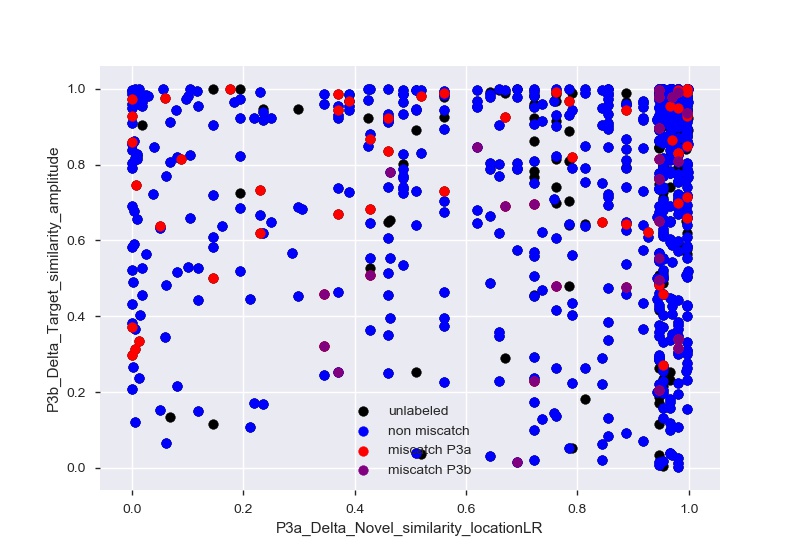 1.0
0.8
0.6
0.4
0.2
0.0
P3b_Delta_Target_similarity_amplitude
unlabeled
non miscatch
miscatch P3a
miscatch P3b
0.0 0.2 0.4 0.6 0.8 1.0
P3a_Delta_Novel_similarity_locationLR